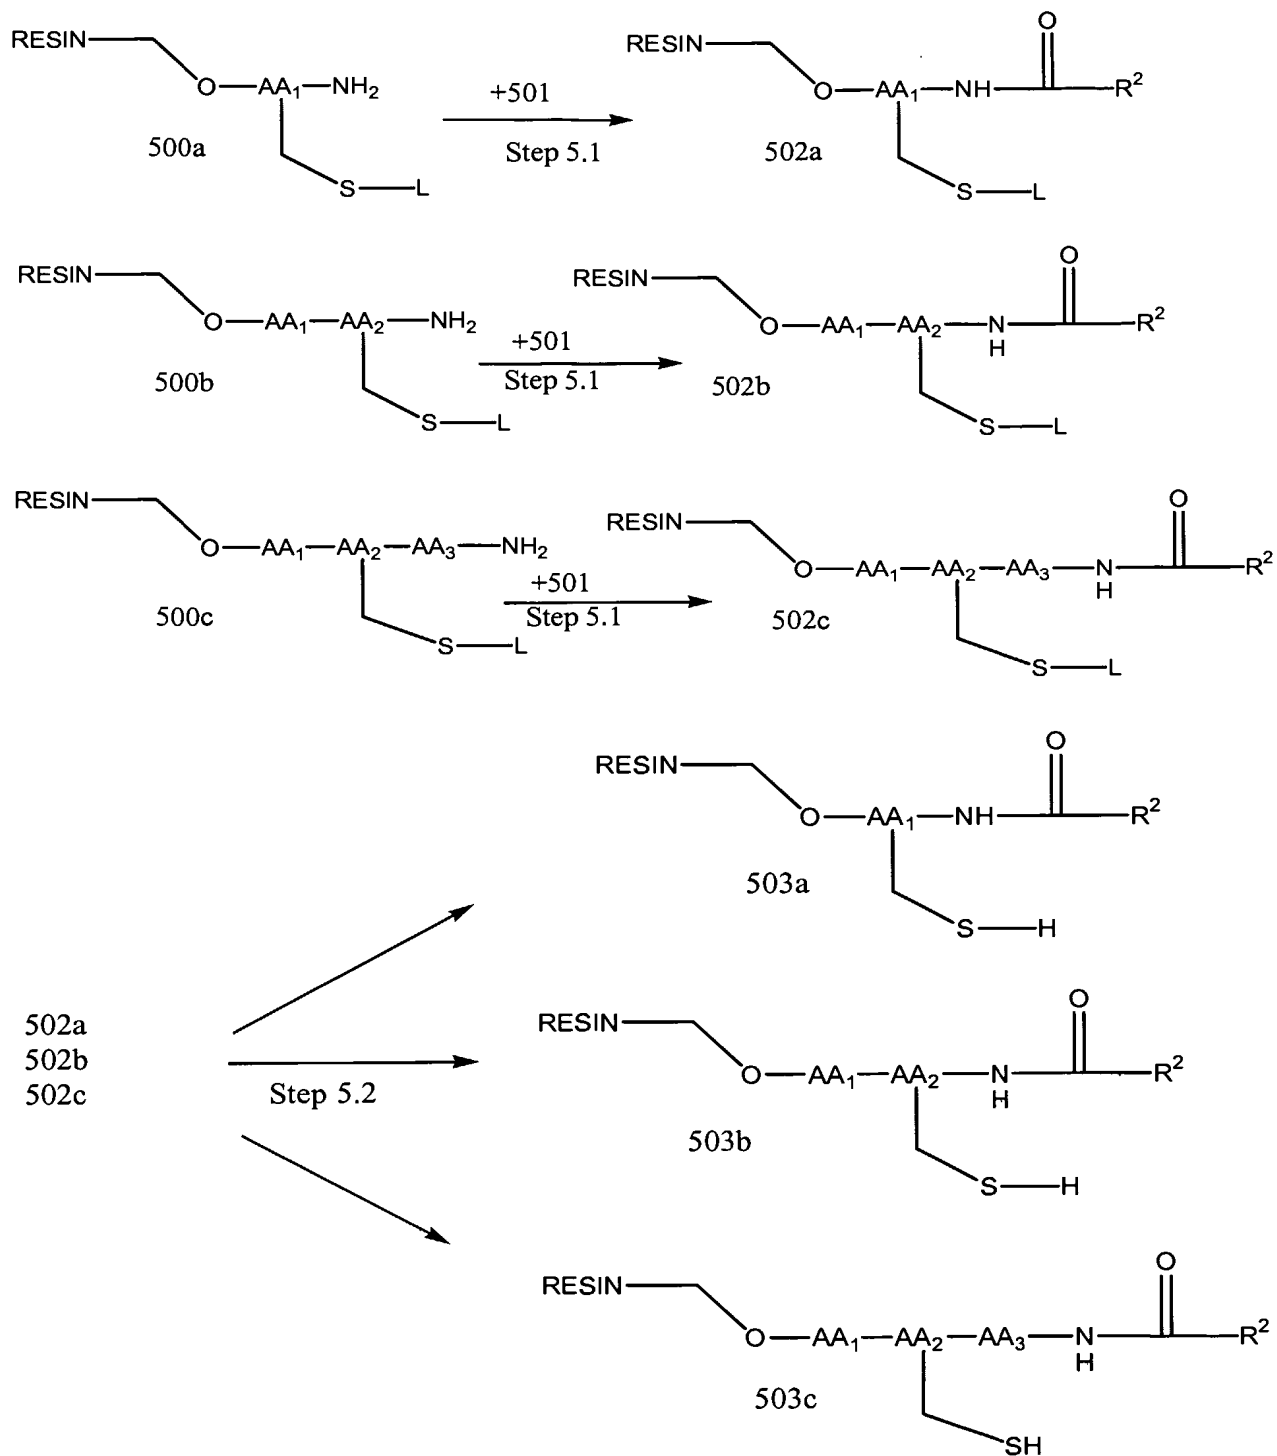 RESIN O AA₁ NH₂ S L
500a
+501
Step 5.1
RESIN O AA₁ NH O R² S L
502a
RESIN O AA₁ AA₂ NH₂ S L
500b
+501
Step 5.1
RESIN O AA₁ AA₂ N H O R² S L
502b
RESIN O AA₁ AA₂ AA₃ NH₂ S L
500c
+501
Step 5.1
RESIN O AA₁ AA₂ AA₃ N H O R² S L
502c
RESIN O AA₁ NH O R² S H
503a
502a
502b
502c
Step 5.2
RESIN O AA₁ AA₂ N H O R² S H
503b
RESIN O AA₁ AA₂ AA₃ N H O R² SH
503c